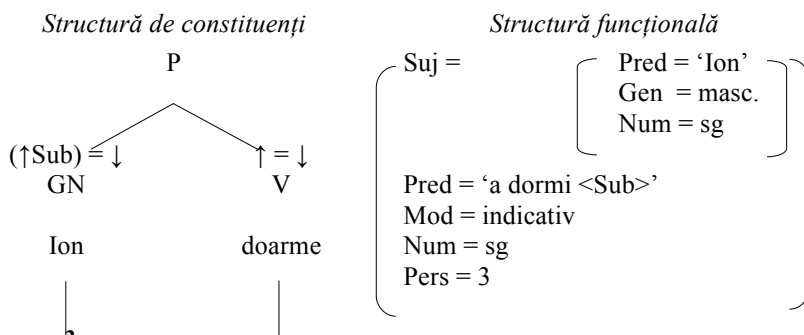 Structură de constituenți
P
(↑Sub) = ↓ ↑ = ↓
GN V
Ion doarme
Structură funcțională
Suj = Pred = ‘Ion’
Gen = masc.
Num = sg
Pred = ‘a dormi <Sub>’
Mod = indicativ
Num = sg
Pers = 3